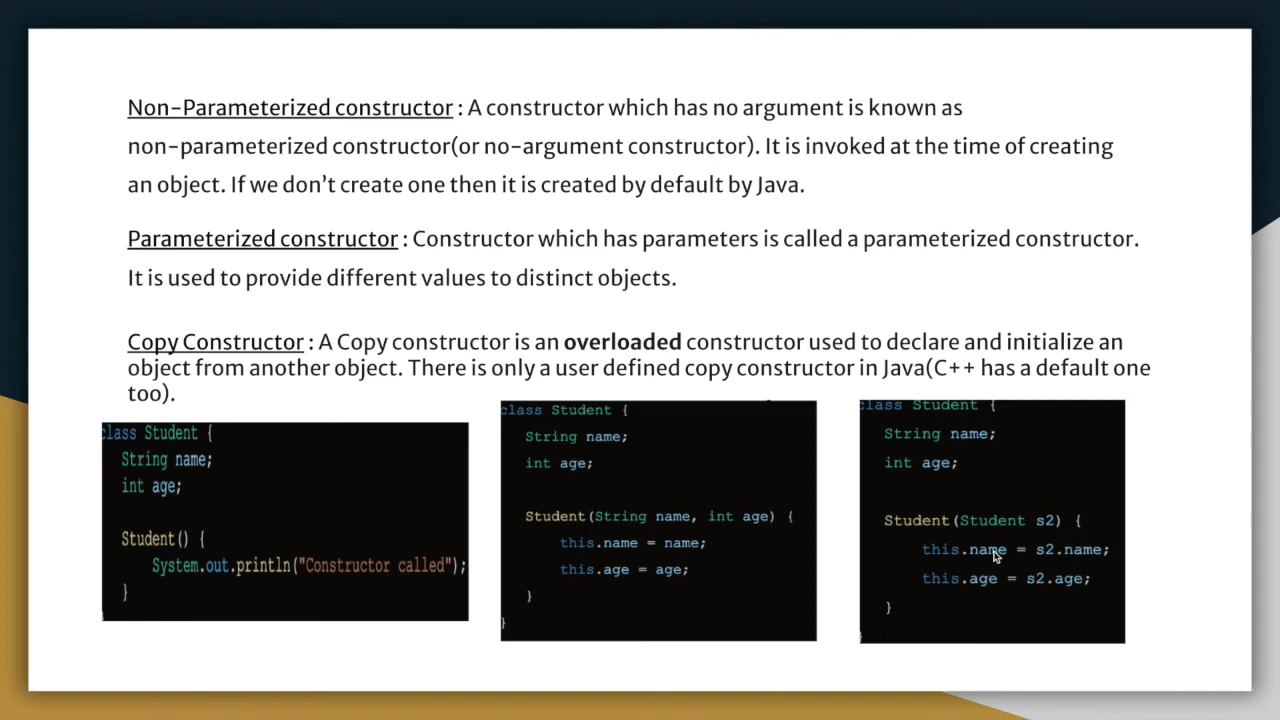 Non-Parameterized constructor : A constructor which has no argument is known as
non-parameterized constructor(or no-argument constructor). It is invoked at the time of creating
an object. If we don’t create one then it is created by default by Java.
Parameterized constructor : Constructor which has parameters is called a parameterized constructor.
It is used to provide different values to distinct objects.
Copy Constructor : A Copy constructor is an overloaded constructor used to declare and initialize an
object from another object. There is only a user defined copy constructor in Java(C++ has a default one
too).
class Student {
String name;
int age;
Student() {
System.out.println("Constructor called");
}
}
class Student {
String name;
int age;
Student(String name, int age) {
this.name = name;
this.age = age;
}
}
class Student {
String name;
int age;
Student(Student s2) {
this.name = s2.name;
this.age = s2.age;
}
}